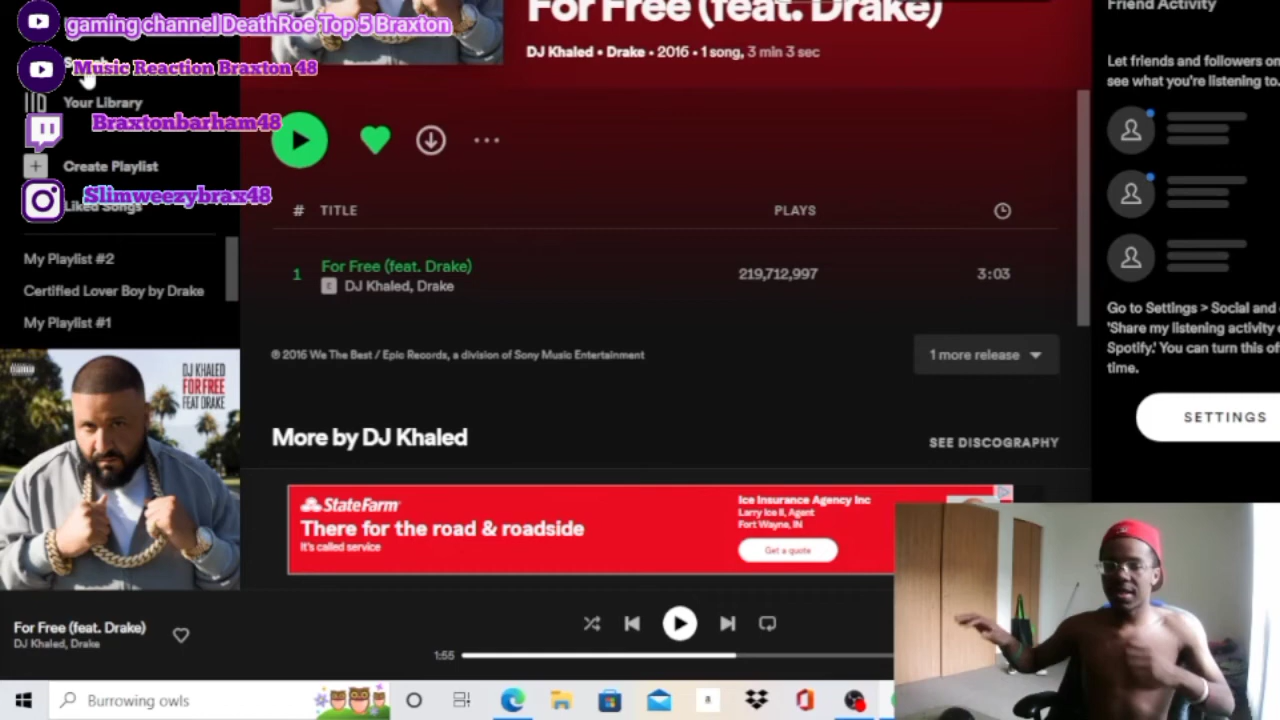 gaming channel DeathRoe Top 5 Braxton
Music Reaction Braxton 48
Your Library
Braxtonbarham48
Create Playlist
Slimweezybrax48
Liked Songs
My Playlist #2
Certified Lover Boy by Drake
My Playlist #1
DJ KHALED
FOR FREE
FEAT DRAKE
For Free (feat. Drake)
DJ Khaled • Drake • 2016 • 1 song, 3 min 3 sec
# TITLE PLAYS
1 For Free (feat. Drake) 219,712,997 3:03
E DJ Khaled, Drake
℗ 2016 We The Best / Epic Records, a division of Sony Music Entertainment
1 more release
More by DJ Khaled
SEE DISCOGRAPHY
StateFarm
There for the road & roadside
It's called service
Ice Insurance Agency Inc
Larry Ice II, Agent
Fort Wayne, IN
Get a quote
Friend Activity
Let friends and followers on
see what you're listening to.
Go to Settings > Social and
'Share my listening activity
Spotify.' You can turn this of
time.
SETTINGS
For Free (feat. Drake)
DJ Khaled, Drake
1:55
Burrowing owls